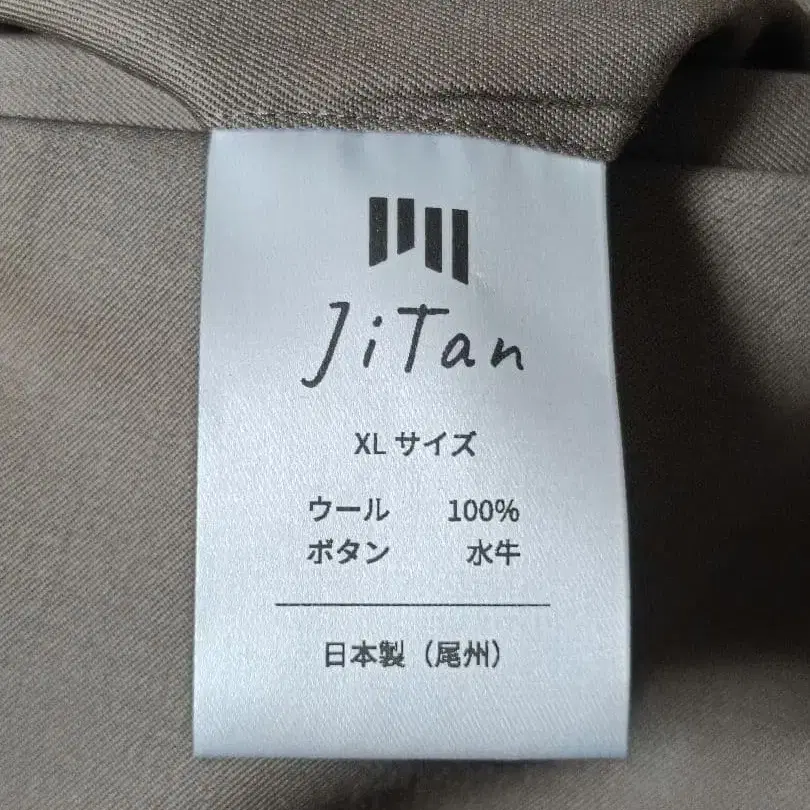 JiTan
XL サイズ
ウール 100%
ボタン 水牛
日本製（尾州）